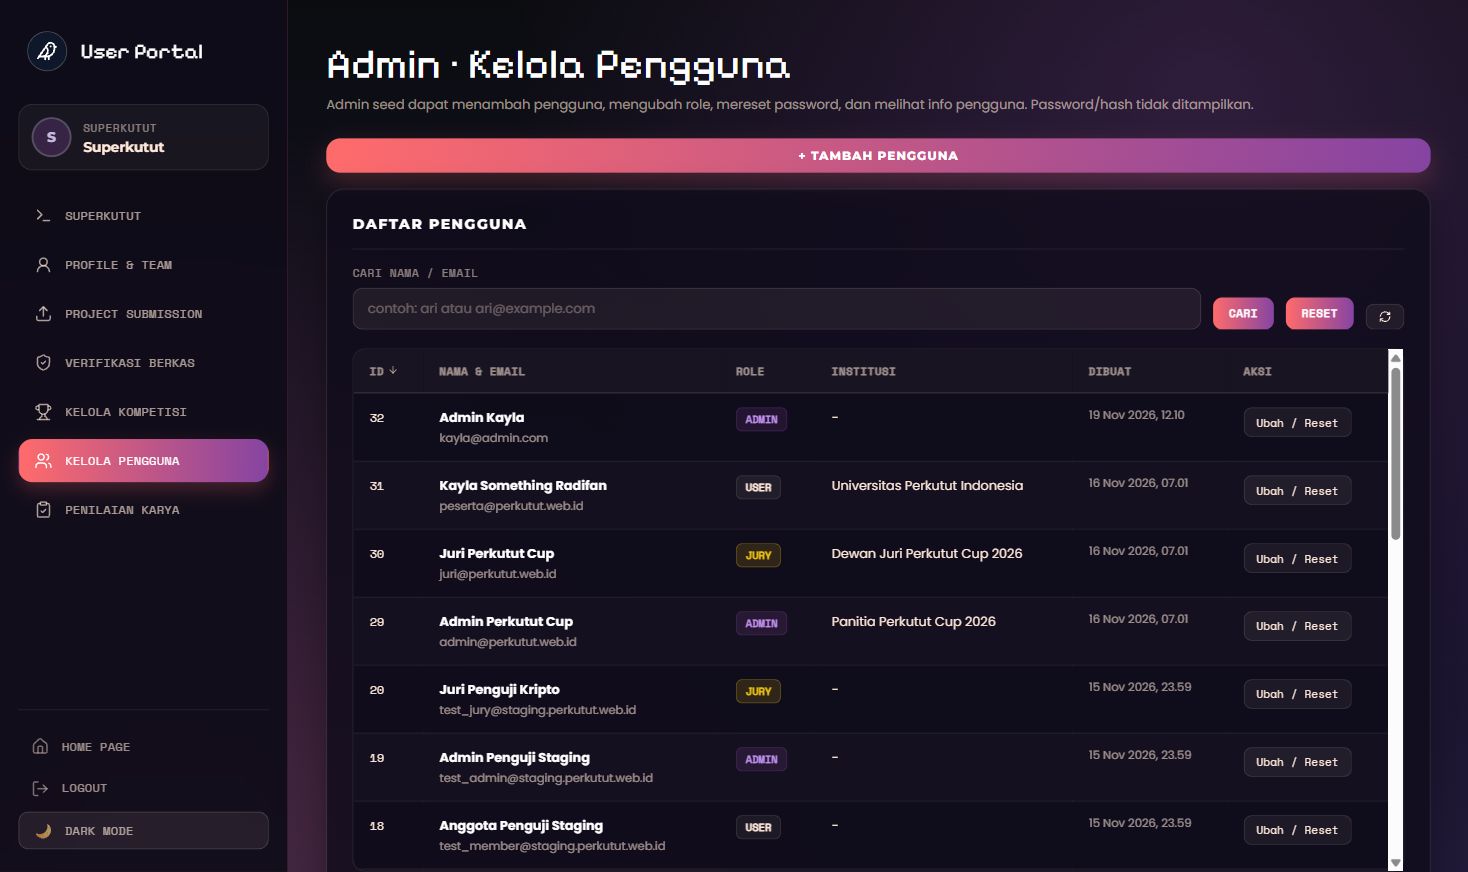 User Portal
S
SUPERKUTUT
Superkutut
SUPERKUTUT
PROFILE & TEAM
PROJECT SUBMISSION
VERIFIKASI BERKAS
KELOLA KOMPETISI
KELOLA PENGGUNA
PENILAIAN KARYA
HOME PAGE
LOGOUT
DARK MODE
Admin · Kelola Pengguna
Admin seed dapat menambah pengguna, mengubah role, mereset password, dan melihat info pengguna. Password/hash tidak ditampilkan.
+ TAMBAH PENGGUNA
DAFTAR PENGGUNA
CARI NAMA / EMAIL
contoh: ari atau ari@example.com
CARI
RESET
ID ↓ NAMA & EMAIL ROLE INSTITUSI DIBUAT AKSI
32 Admin Kayla ADMIN - 19 Nov 2026, 12.10 Ubah / Reset
kayla@admin.com
31 Kayla Something Radifan USER Universitas Perkutut Indonesia 16 Nov 2026, 07.01 Ubah / Reset
peserta@perkutut.web.id
30 Juri Perkutut Cup JURY Dewan Juri Perkutut Cup 2026 16 Nov 2026, 07.01 Ubah / Reset
juri@perkutut.web.id
29 Admin Perkutut Cup ADMIN Panitia Perkutut Cup 2026 16 Nov 2026, 07.01 Ubah / Reset
admin@perkutut.web.id
20 Juri Penguji Kripto JURY - 15 Nov 2026, 23.59 Ubah / Reset
test_jury@staging.perkutut.web.id
19 Admin Penguji Staging ADMIN - 15 Nov 2026, 23.59 Ubah / Reset
test_admin@staging.perkutut.web.id
18 Anggota Penguji Staging USER - 15 Nov 2026, 23.59 Ubah / Reset
test_member@staging.perkutut.web.id